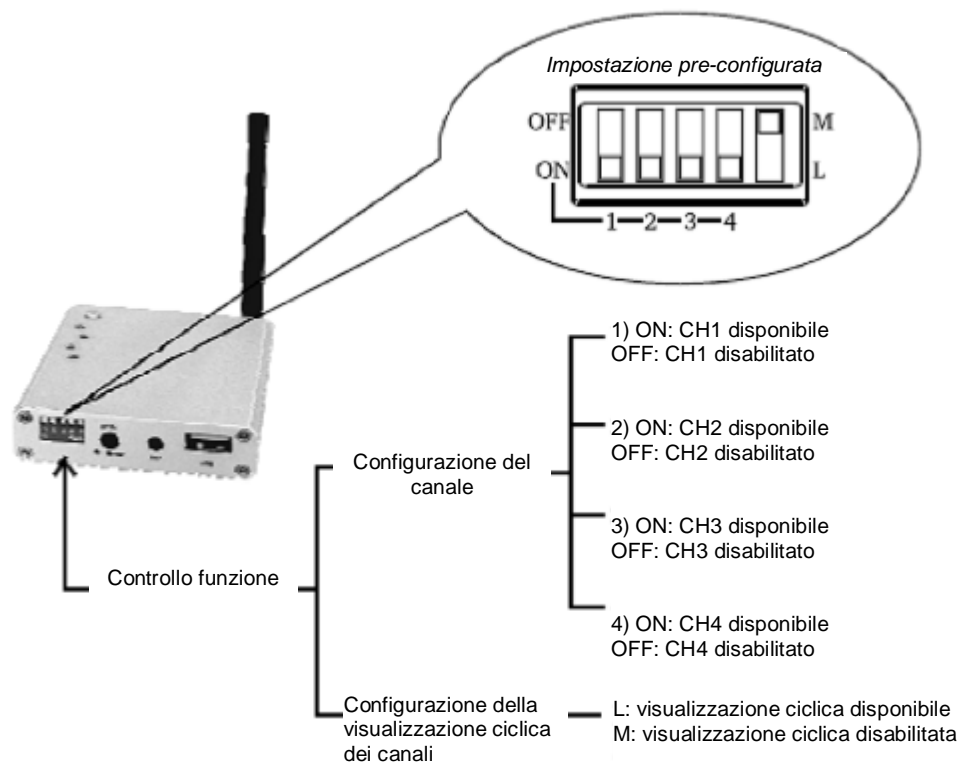 Impostazione pre-configurata
OFF
M
ON
L
1 2 3 4
1) ON: CH1 disponibile
OFF: CH1 disabilitato
2) ON: CH2 disponibile
OFF: CH2 disabilitato
Configurazione del
canale
3) ON: CH3 disponibile
OFF: CH3 disabilitato
Controllo funzione
4) ON: CH4 disponibile
OFF: CH4 disabilitato
Configurazione della
visualizzazione ciclica
dei canali
L: visualizzazione ciclica disponibile
M: visualizzazione ciclica disabilitata